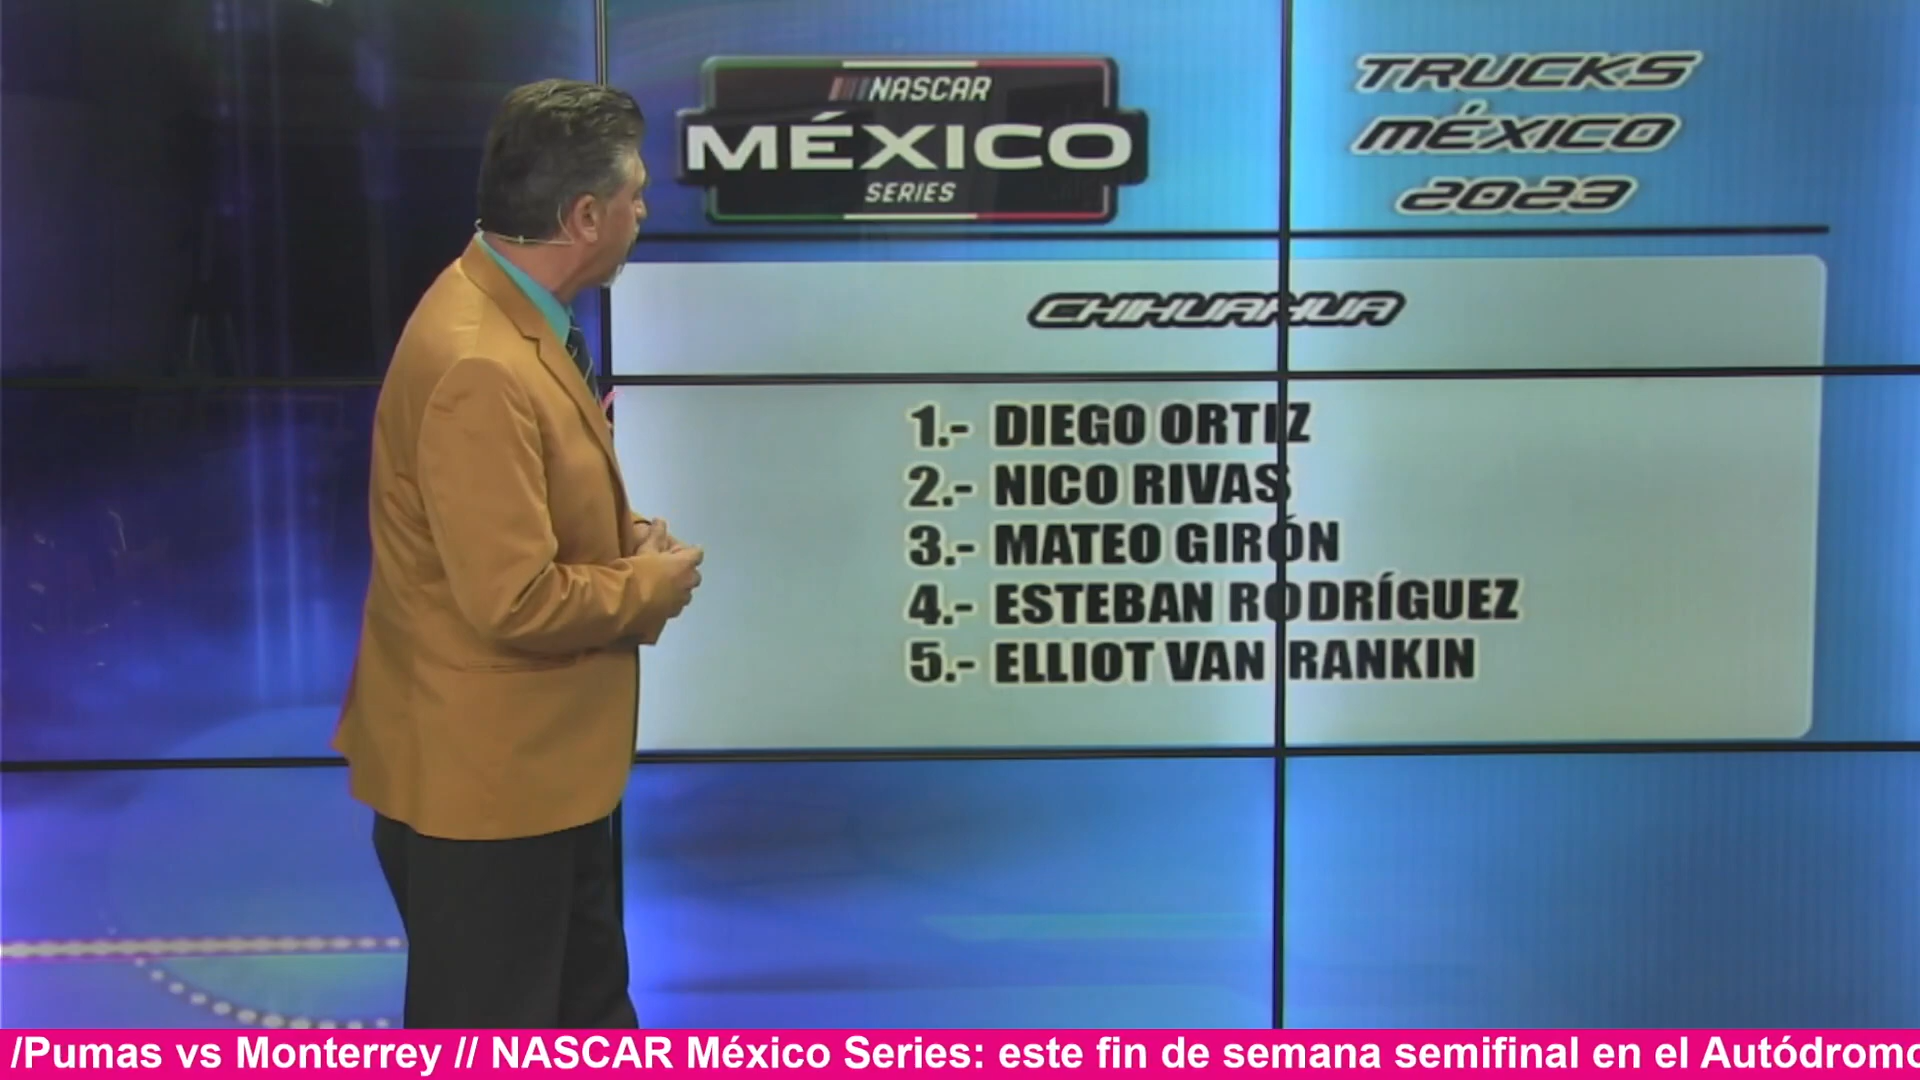 NASCAR
MÉXICO
SERIES
TRUCKS
MÉXICO
2023
CHIHUAHUA
1.- DIEGO ORTIZ
2.- NICO RIVAS
3.- MATEO GIRÓN
4.- ESTEBAN RODRÍGUEZ
5.- ELLIOT VAN RANKIN
/Pumas vs Monterrey // NASCAR México Series: este fin de semana semifinal en el Autódromo